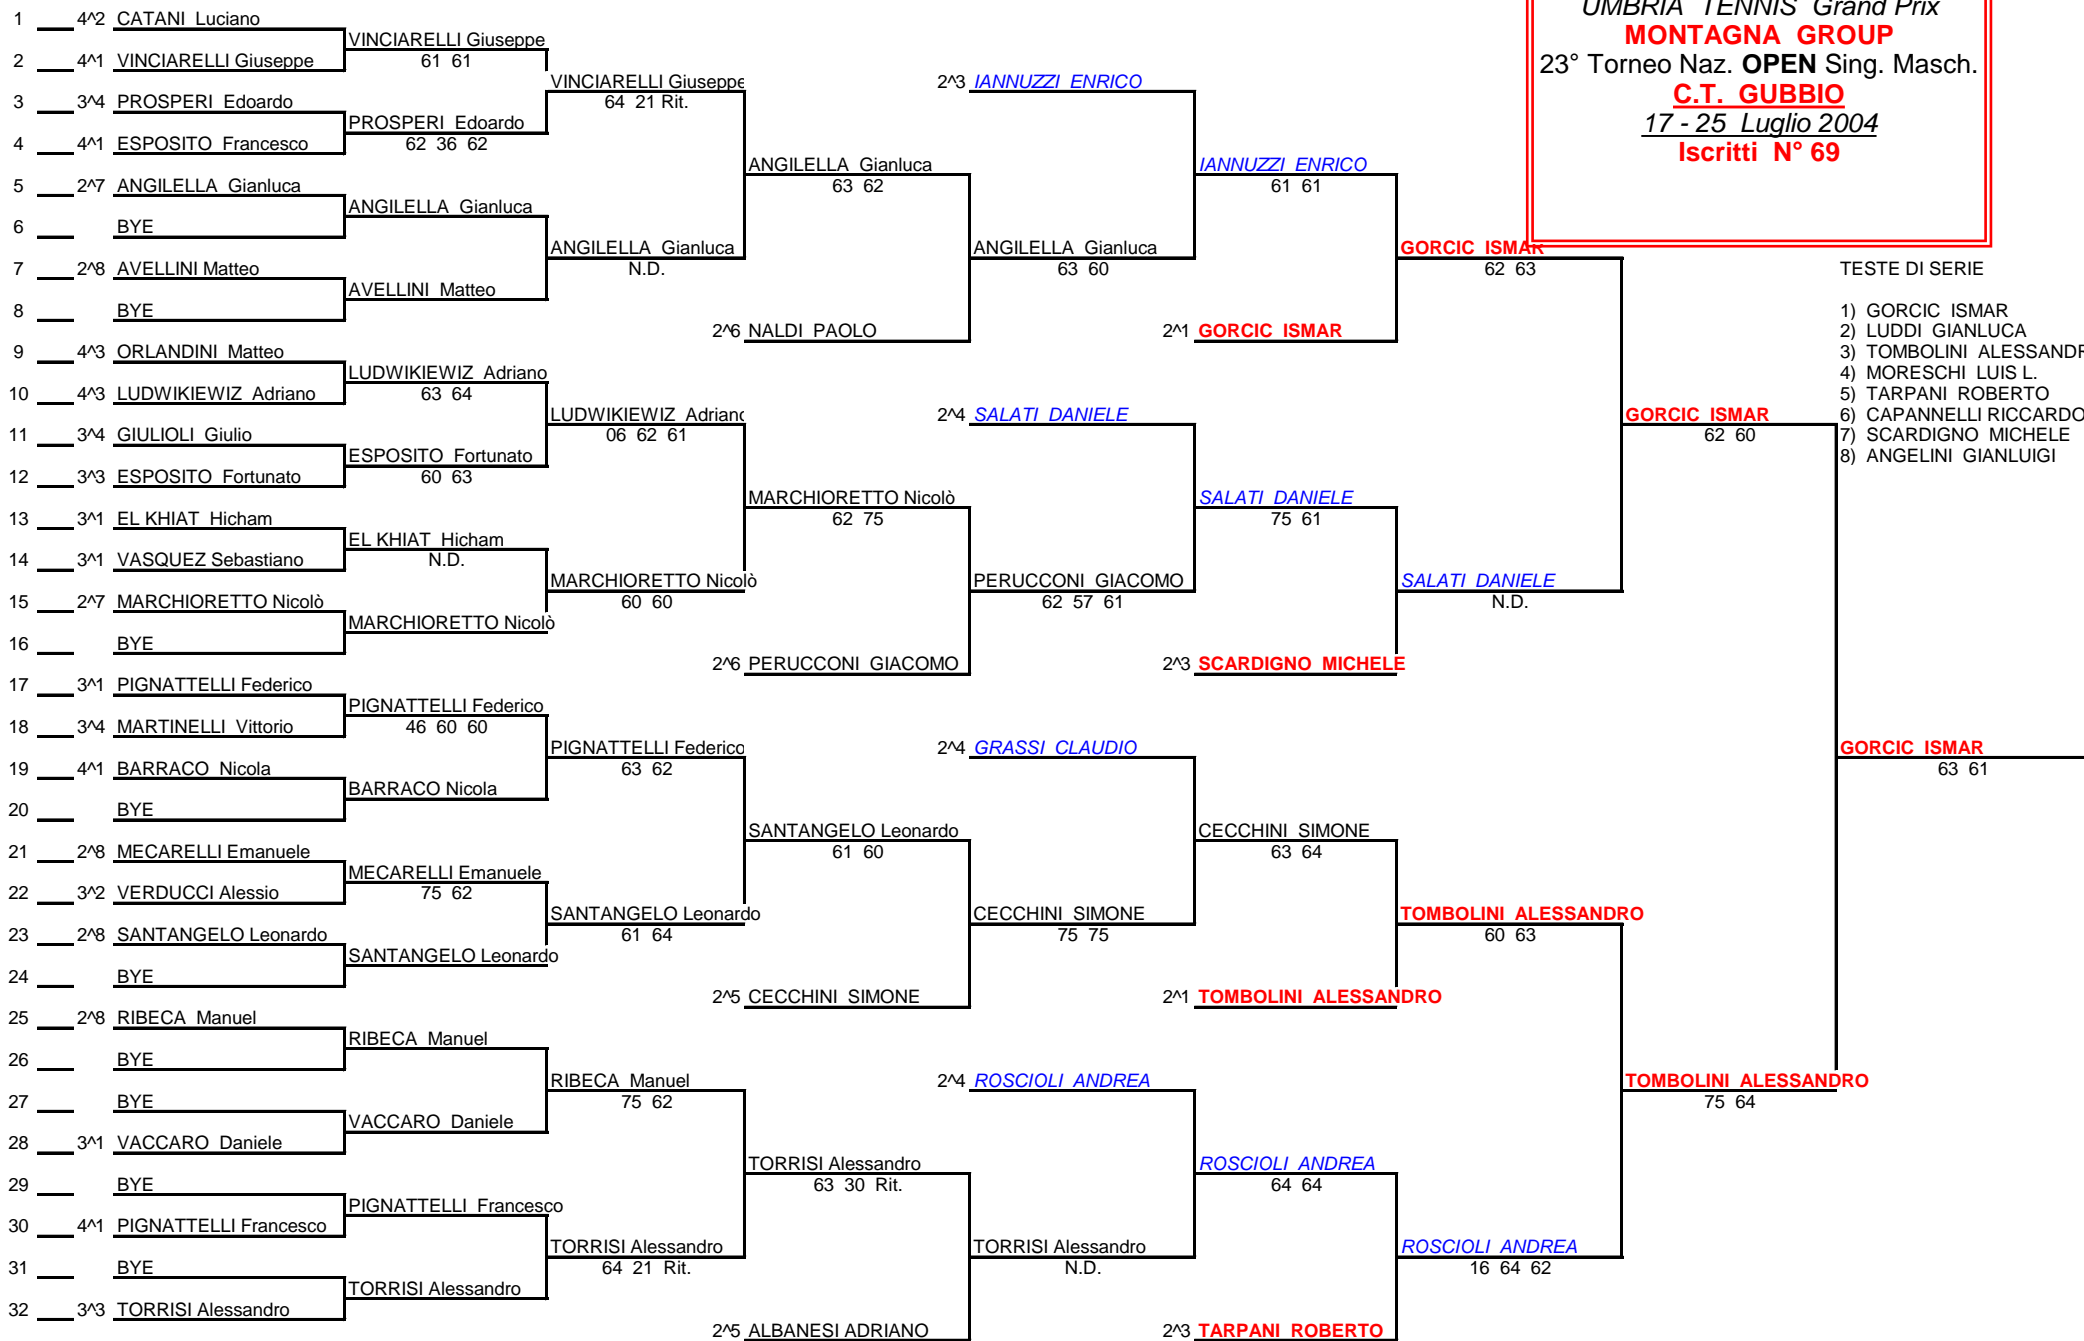 UMBRIA TENNIS Grand Prix
MONTAGNA GROUP
23° Torneo Naz. OPEN Sing. Masch.
C.T. GUBBIO
17 - 25 Luglio 2004
Iscritti N° 69
TESTE DI SERIE
1) GORCIC ISMAR
2) LUDDI GIANLUCA
3) TOMBOLINI ALESSANDR
4) MORESCHI LUIS L.
5) TARPANI ROBERTO
6) CAPANNELLI RICCARDO
7) SCARDIGNO MICHELE
8) ANGELINI GIANLUIGI
1 4^2 CATANI Luciano
2 4^1 VINCIARELLI Giuseppe
3 3^4 PROSPERI Edoardo
4 4^1 ESPOSITO Francesco
5 2^7 ANGILELLA Gianluca
6 BYE
7 2^8 AVELLINI Matteo
8 BYE
9 4^3 ORLANDINI Matteo
10 4^3 LUDWIKIEWIZ Adriano
11 3^4 GIULIOLI Giulio
12 3^3 ESPOSITO Fortunato
13 3^1 EL KHIAT Hicham
14 3^1 VASQUEZ Sebastiano
15 2^7 MARCHIORETTO Nicolò
16 BYE
17 3^1 PIGNATTELLI Federico
18 3^4 MARTINELLI Vittorio
19 4^1 BARRACO Nicola
20 BYE
21 2^8 MECARELLI Emanuele
22 3^2 VERDUCCI Alessio
23 2^8 SANTANGELO Leonardo
24 BYE
25 2^8 RIBECA Manuel
26 BYE
27 BYE
28 3^1 VACCARO Daniele
29 BYE
30 4^1 PIGNATTELLI Francesco
31 BYE
32 3^3 TORRISI Alessandro
VINCIARELLI Giuseppe
61 61
PROSPERI Edoardo
62 36 62
ANGILELLA Gianluca
AVELLINI Matteo
LUDWIKIEWIZ Adriano
63 64
ESPOSITO Fortunato
60 63
EL KHIAT Hicham
N.D.
MARCHIORETTO Nicolò
PIGNATTELLI Federico
46 60 60
BARRACO Nicola
MECARELLI Emanuele
75 62
SANTANGELO Leonardo
RIBECA Manuel
VACCARO Daniele
PIGNATTELLI Francesco
TORRISI Alessandro
VINCIARELLI Giuseppe
64 21 Rit.
ANGILELLA Gianluca
N.D.
LUDWIKIEWIZ Adriano
06 62 61
MARCHIORETTO Nicolò
60 60
PIGNATTELLI Federico
63 62
SANTANGELO Leonardo
61 64
RIBECA Manuel
75 62
TORRISI Alessandro
64 21 Rit.
ANGILELLA Gianluca
63 62
2^6 NALDI PAOLO
MARCHIORETTO Nicolò
62 75
2^6 PERUCCONI GIACOMO
SANTANGELO Leonardo
61 60
2^5 CECCHINI SIMONE
TORRISI Alessandro
63 30 Rit.
2^5 ALBANESI ADRIANO
2^3 IANNUZZI ENRICO
ANGILELLA Gianluca
63 60
2^4 SALATI DANIELE
PERUCCONI GIACOMO
62 57 61
2^4 GRASSI CLAUDIO
CECCHINI SIMONE
75 75
2^4 ROSCIOLI ANDREA
TORRISI Alessandro
N.D.
IANNUZZI ENRICO
61 61
2^1 GORCIC ISMAR
SALATI DANIELE
75 61
2^3 SCARDIGNO MICHELE
CECCHINI SIMONE
63 64
2^1 TOMBOLINI ALESSANDRO
ROSCIOLI ANDREA
64 64
2^3 TARPANI ROBERTO
GORCIC ISMAR
62 63
SALATI DANIELE
N.D.
TOMBOLINI ALESSANDRO
60 63
ROSCIOLI ANDREA
16 64 62
GORCIC ISMAR
62 60
TOMBOLINI ALESSANDRO
75 64
GORCIC ISMAR
63 61